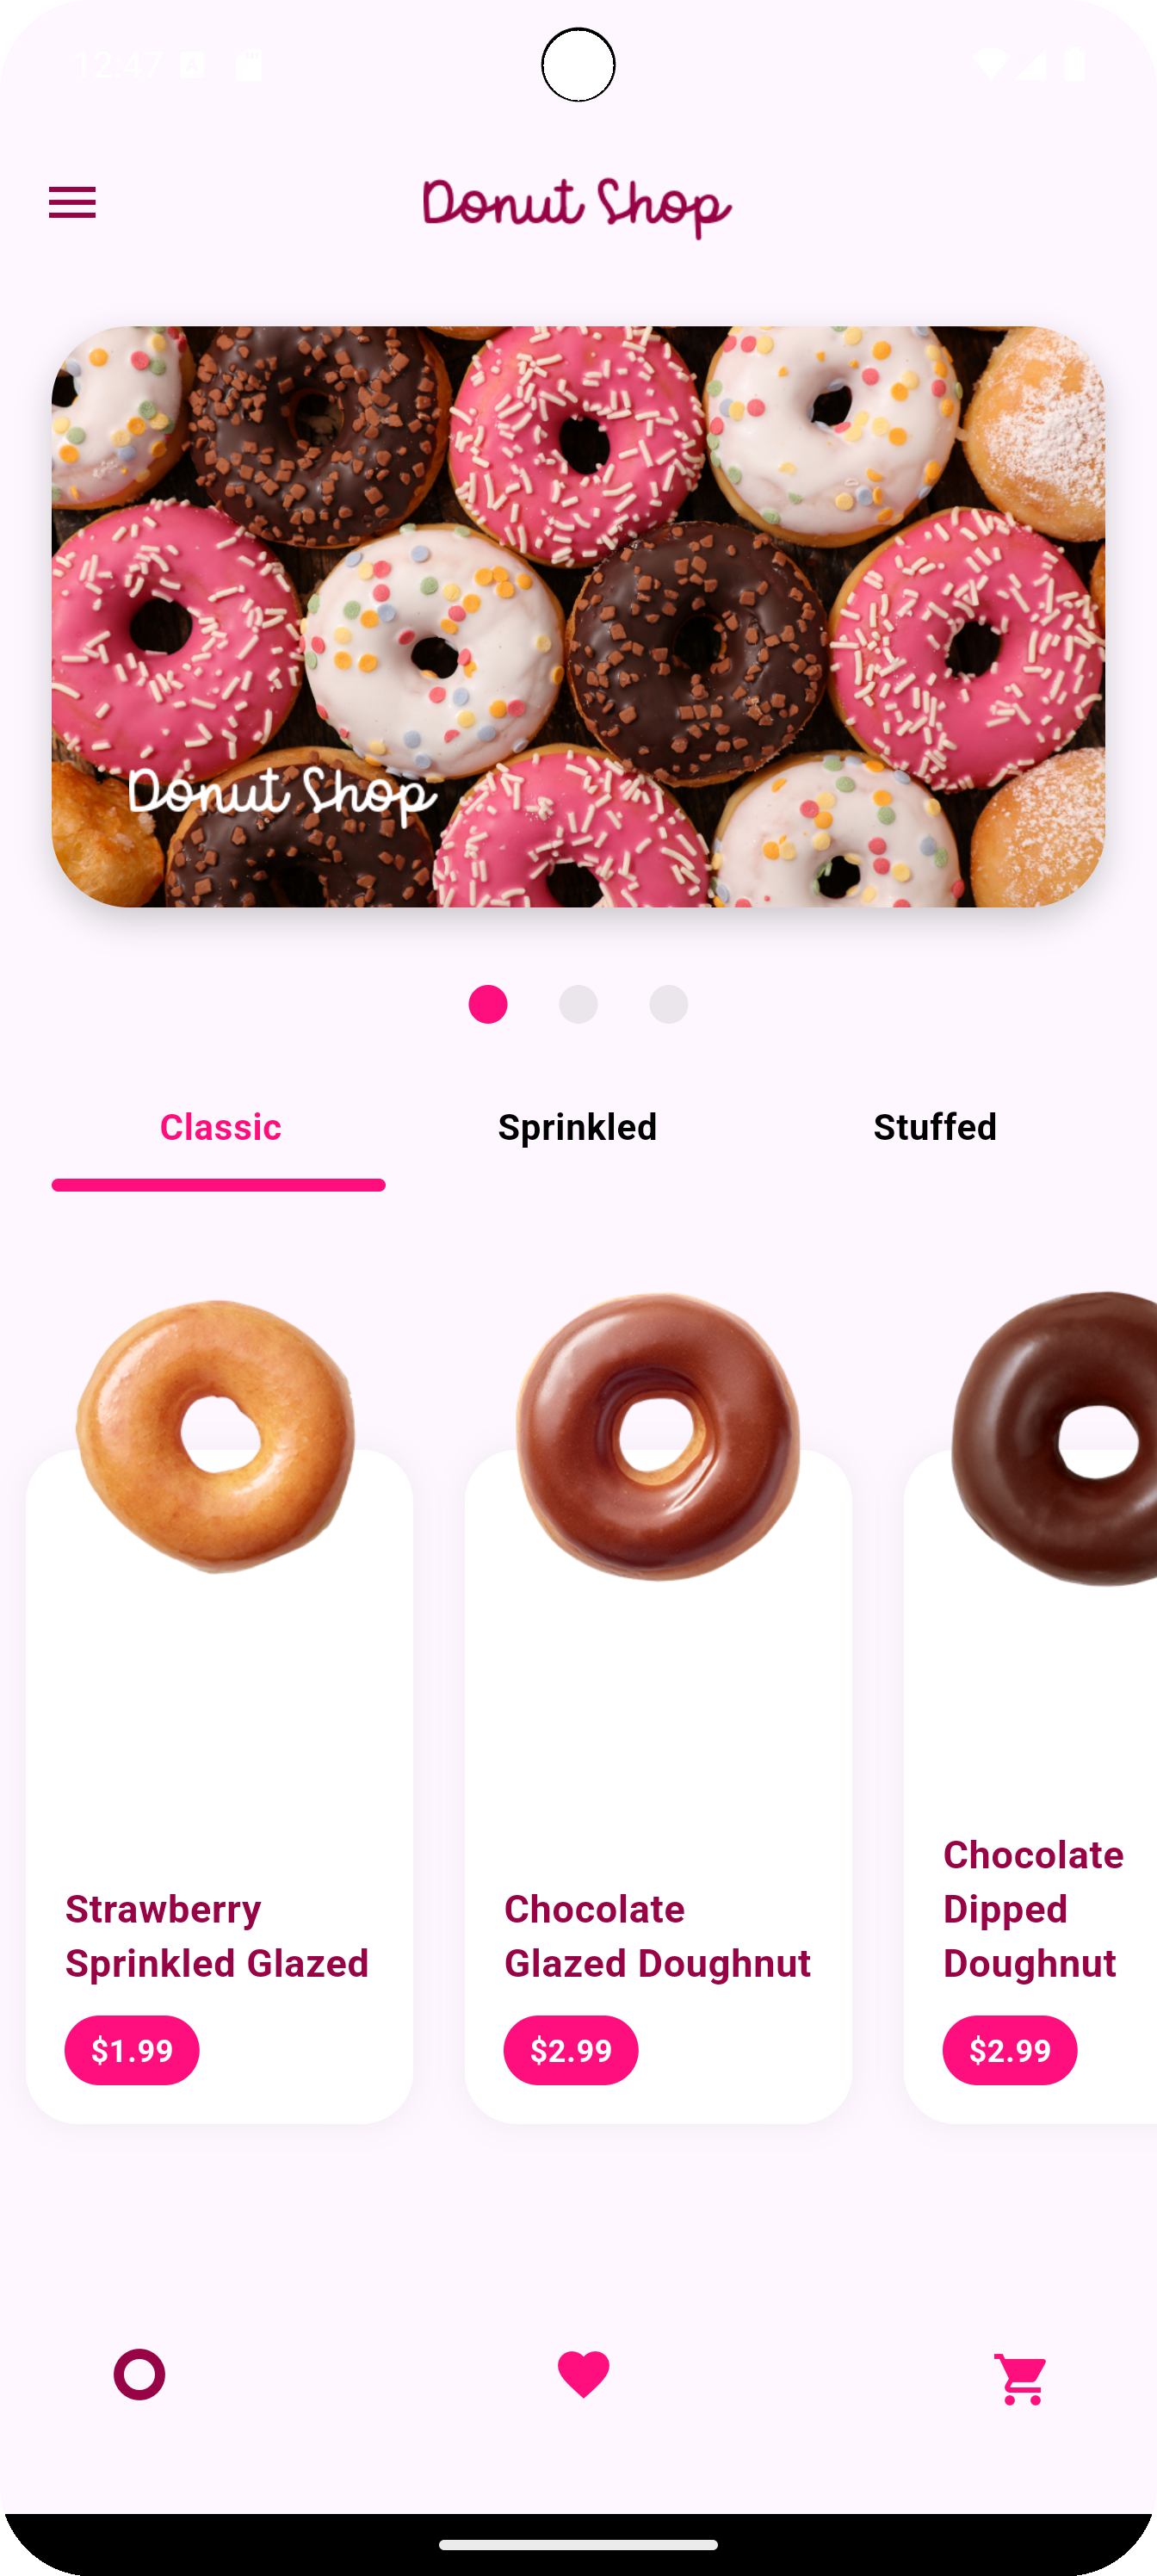 12:47
Donut Shop
Donut Shop
Classic
Sprinkled
Stuffed
Strawberry
Sprinkled Glazed
$1.99
Chocolate
Glazed Doughnut
$2.99
Chocolate
Dipped
Doughnut
$2.99